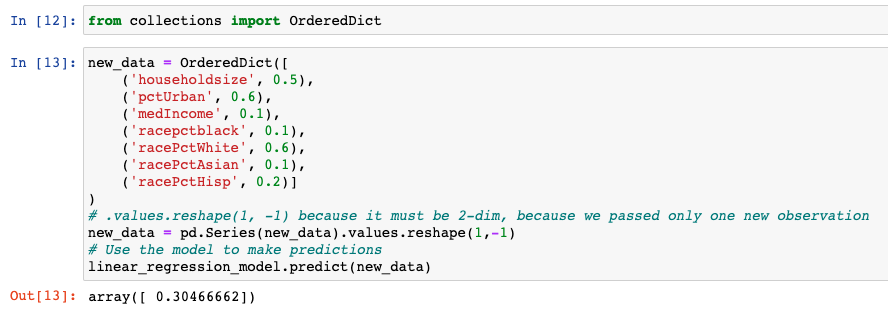 In [12]: from collections import OrderedDict
In [13]: new_data = OrderedDict([
('householdsize', 0.5),
('pctUrban', 0.6),
('medIncome', 0.1),
('racepctblack', 0.1),
('racePctWhite', 0.6),
('racePctAsian', 0.1),
('racePctHisp', 0.2)]
)
# .values.reshape(1, -1) because it must be 2-dim, because we passed only one new observation
new_data = pd.Series(new_data).values.reshape(1,-1)
# Use the model to make predictions
linear_regression_model.predict(new_data)
Out[13]: array([ 0.30466662])